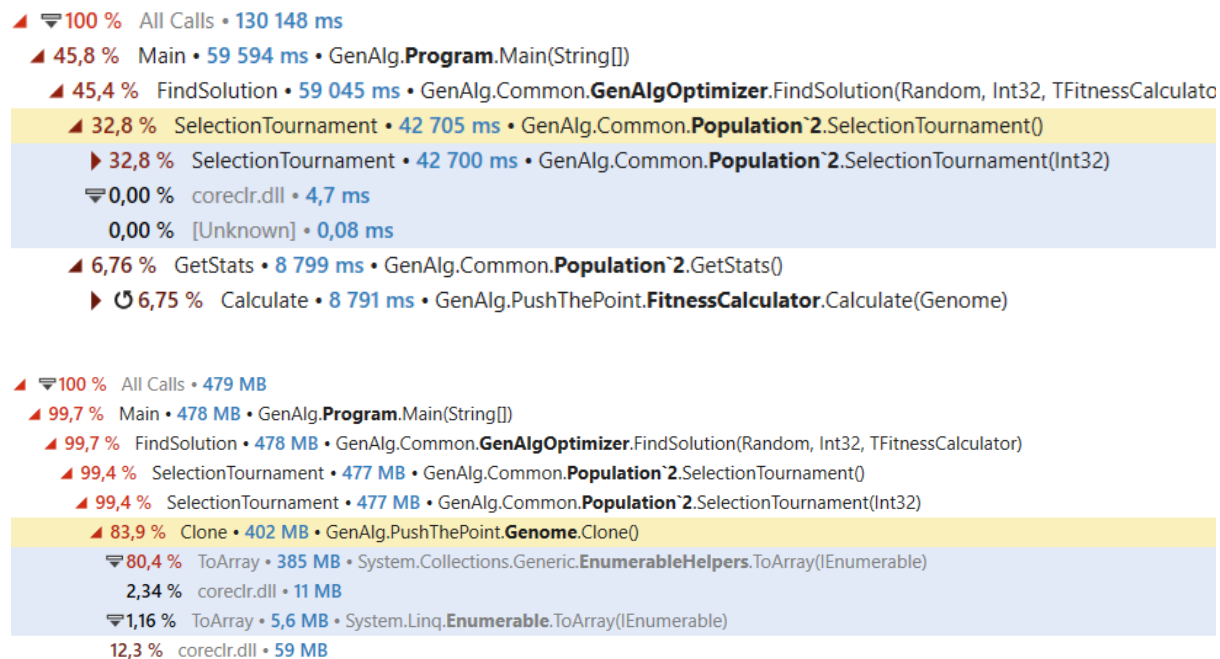 100 % All Calls • 130 148 ms
45,8 % Main • 59 594 ms • GenAlg.Program.Main(String[])
45,4 % FindSolution • 59 045 ms • GenAlg.Common.GenAlgOptimizer.FindSolution(Random, Int32, TFitnessCalculato
32,8 % SelectionTournament • 42 705 ms • GenAlg.Common.Population`2.SelectionTournament()
32,8 % SelectionTournament • 42 700 ms • GenAlg.Common.Population`2.SelectionTournament(Int32)
0,00 % coreclr.dll • 4,7 ms
0,00 % [Unknown] • 0,08 ms
6,76 % GetStats • 8 799 ms • GenAlg.Common.Population`2.GetStats()
6,75 % Calculate • 8 791 ms • GenAlg.PushThePoint.FitnessCalculator.Calculate(Genome)
100 % All Calls • 479 MB
99,7 % Main • 478 MB • GenAlg.Program.Main(String[])
99,7 % FindSolution • 478 MB • GenAlg.Common.GenAlgOptimizer.FindSolution(Random, Int32, TFitnessCalculator)
99,4 % SelectionTournament • 477 MB • GenAlg.Common.Population`2.SelectionTournament()
99,4 % SelectionTournament • 477 MB • GenAlg.Common.Population`2.SelectionTournament(Int32)
83,9 % Clone • 402 MB • GenAlg.PushThePoint.Genome.Clone()
80,4 % ToArray • 385 MB • System.Collections.Generic.EnumerableHelpers.ToArray(IEnumerable)
2,34 % coreclr.dll • 11 MB
1,16 % ToArray • 5,6 MB • System.Linq.Enumerable.ToArray(IEnumerable)
12,3 % coreclr.dll • 59 MB